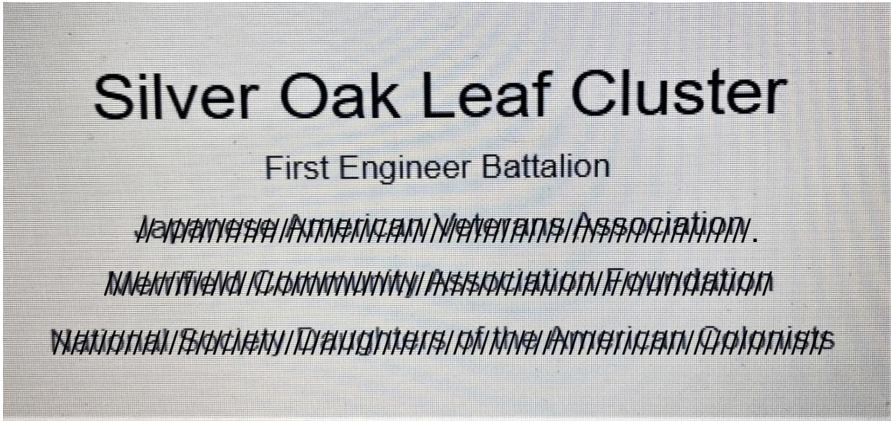 Silver Oak Leaf Cluster
First Engineer Battalion
Japanese American Veterans Association.
Merrifield Community Association Foundation
National Society Daughters of the American Colonists